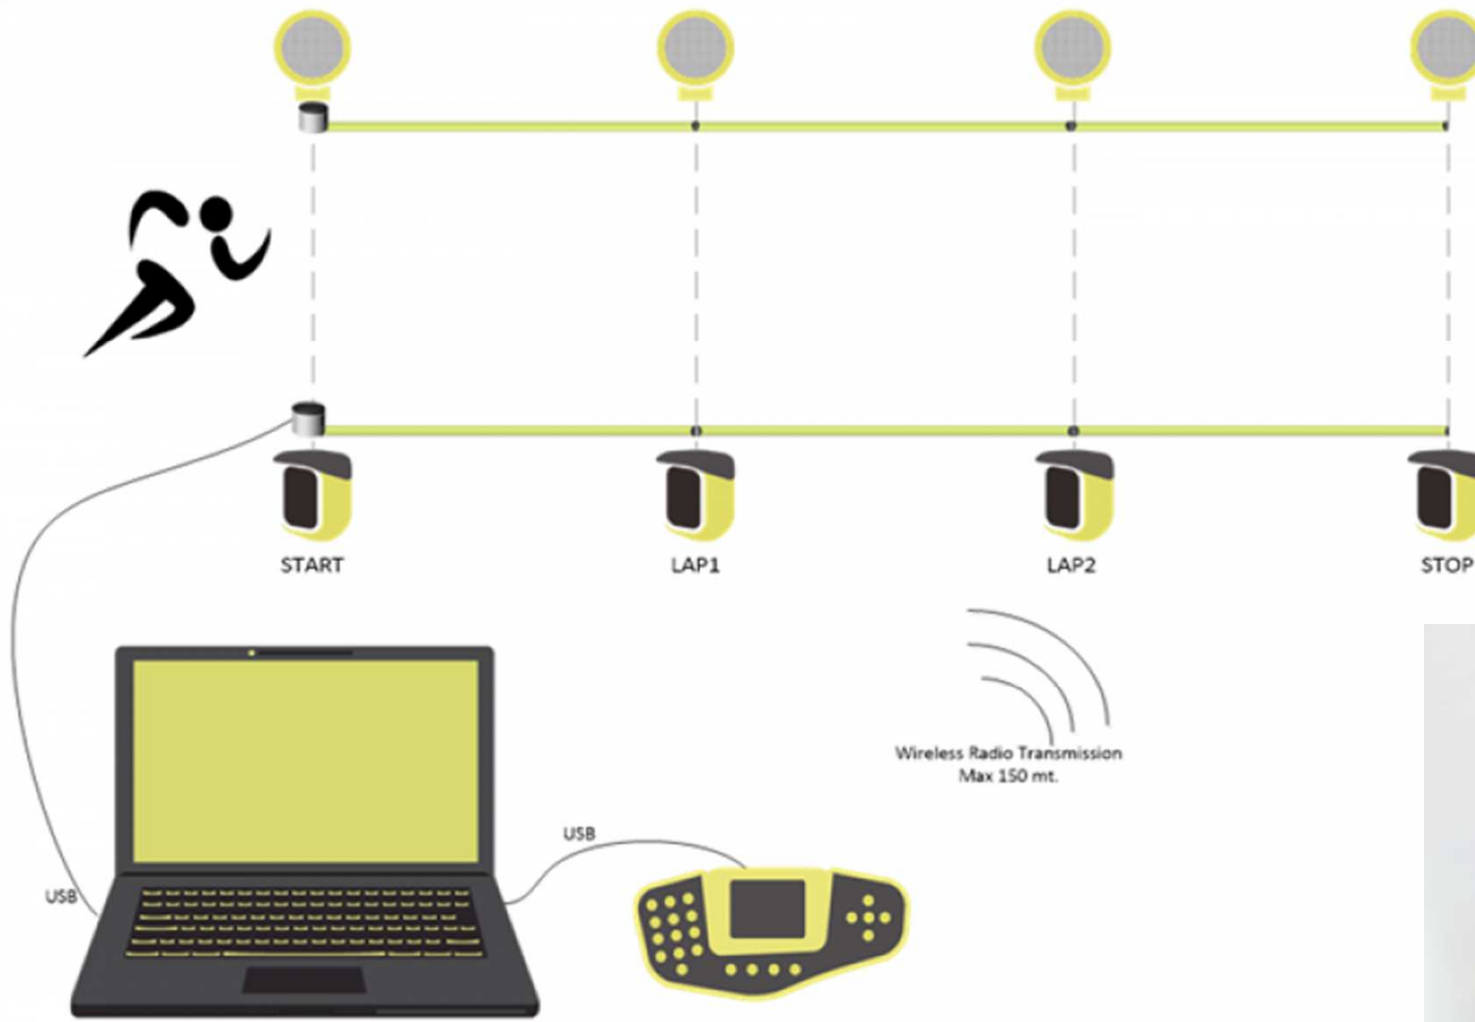 START
LAP1
LAP2
STOP
Wireless Radio Transmission
Max 150 mt.
USB
USB